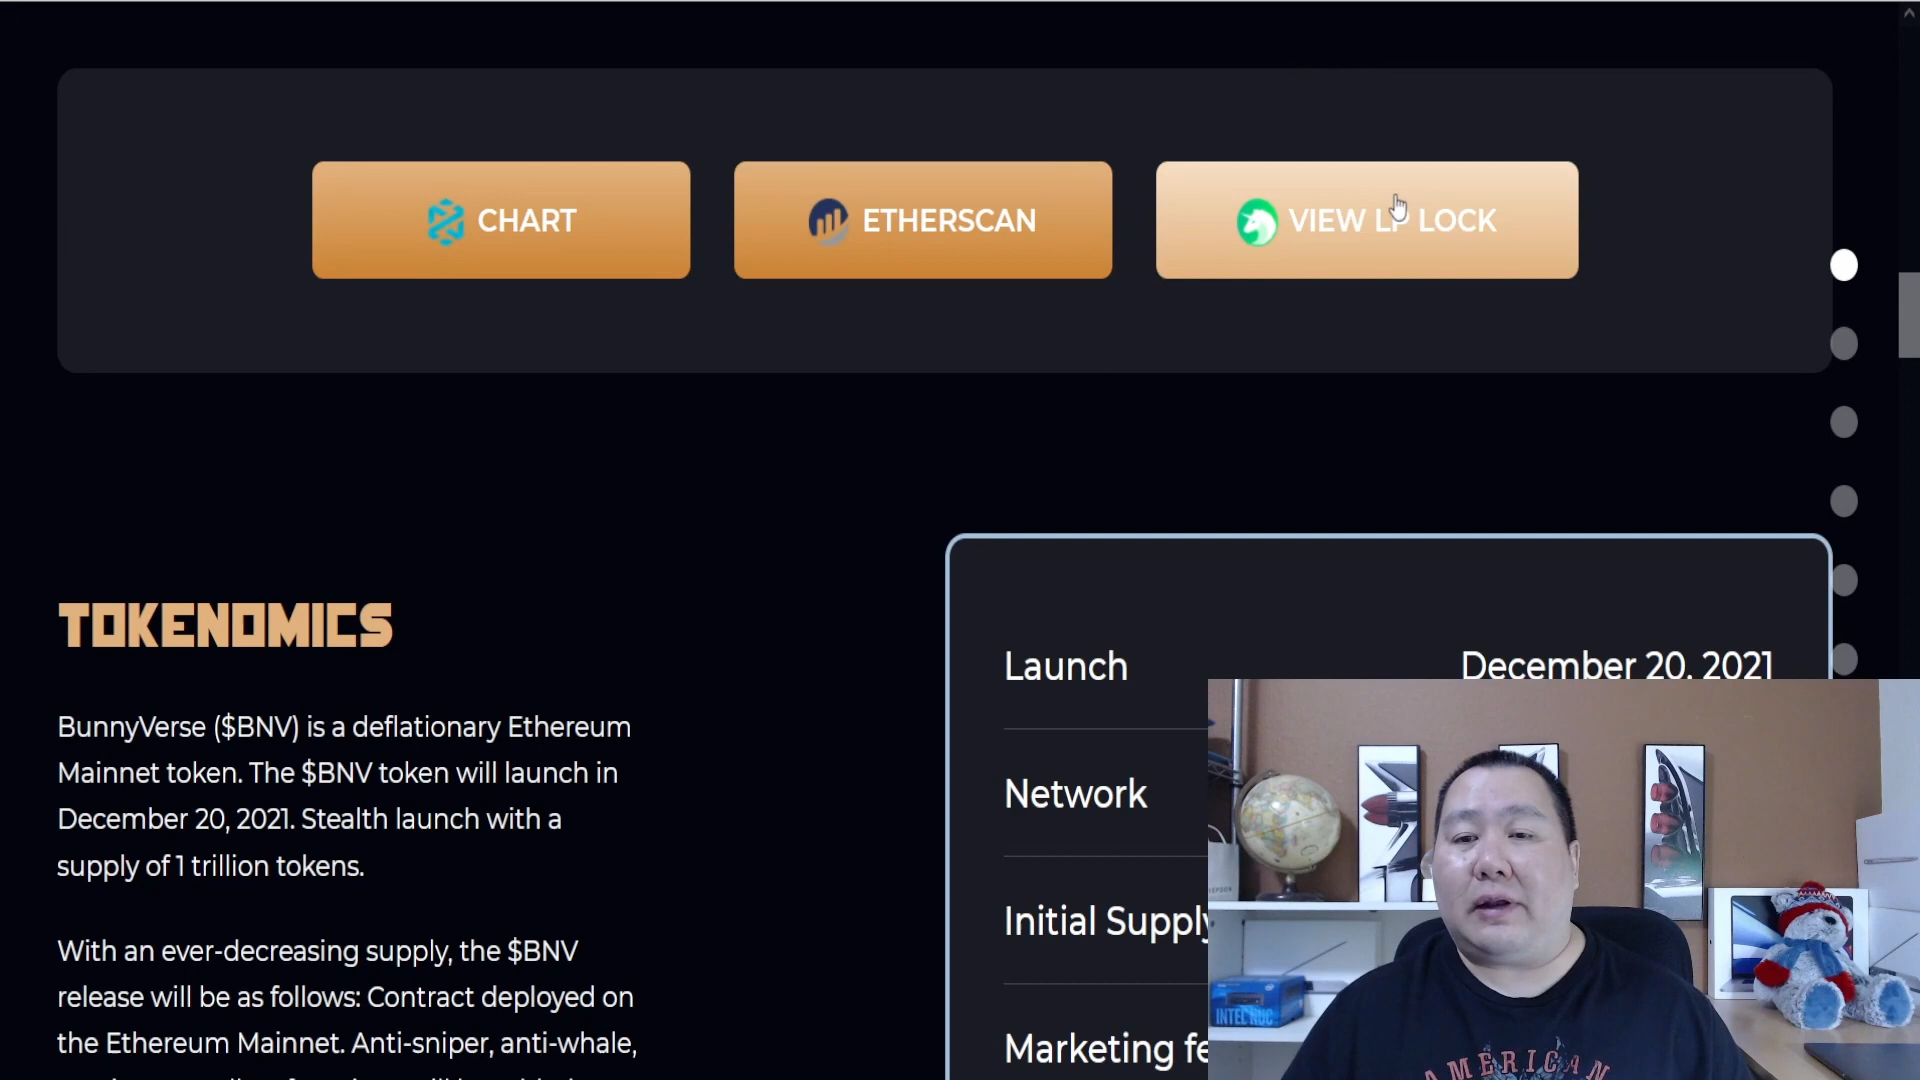 CHART
ETHERSCAN
VIEW LP LOCK
TOKENOMICS
BunnyVerse ($BNV) is a deflationary Ethereum
Mainnet token. The $BNV token will launch in
December 20, 2021. Stealth launch with a
supply of 1 trillion tokens.
With an ever-decreasing supply, the $BNV
release will be as follows: Contract deployed on
the Ethereum Mainnet. Anti-sniper, anti-whale,
Launch December 20, 2021
Network
Initial Supply
Marketing fe
EPSON
INTEL NUC
AMERICAN